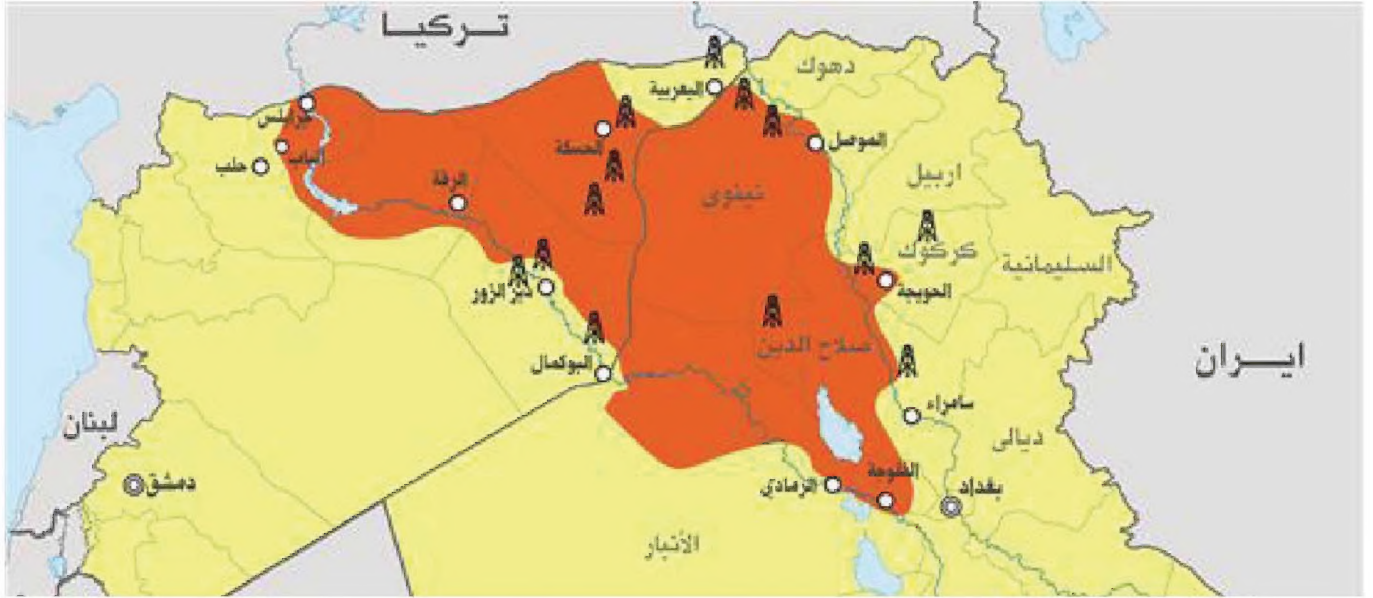 تركيا
دهوك
اليعربية
جرابلس
الحسكة
الموصل
الباب
حلب
اربيل
الرقة
نينوى
كركوك
السليمانية
الحويجة
دير الزور
صلاح الدين
ايران
البوكمال
سامراء
لبنان
ديالى
الفلوجة
دمشق
الرمادي
بغداد
الأنبار